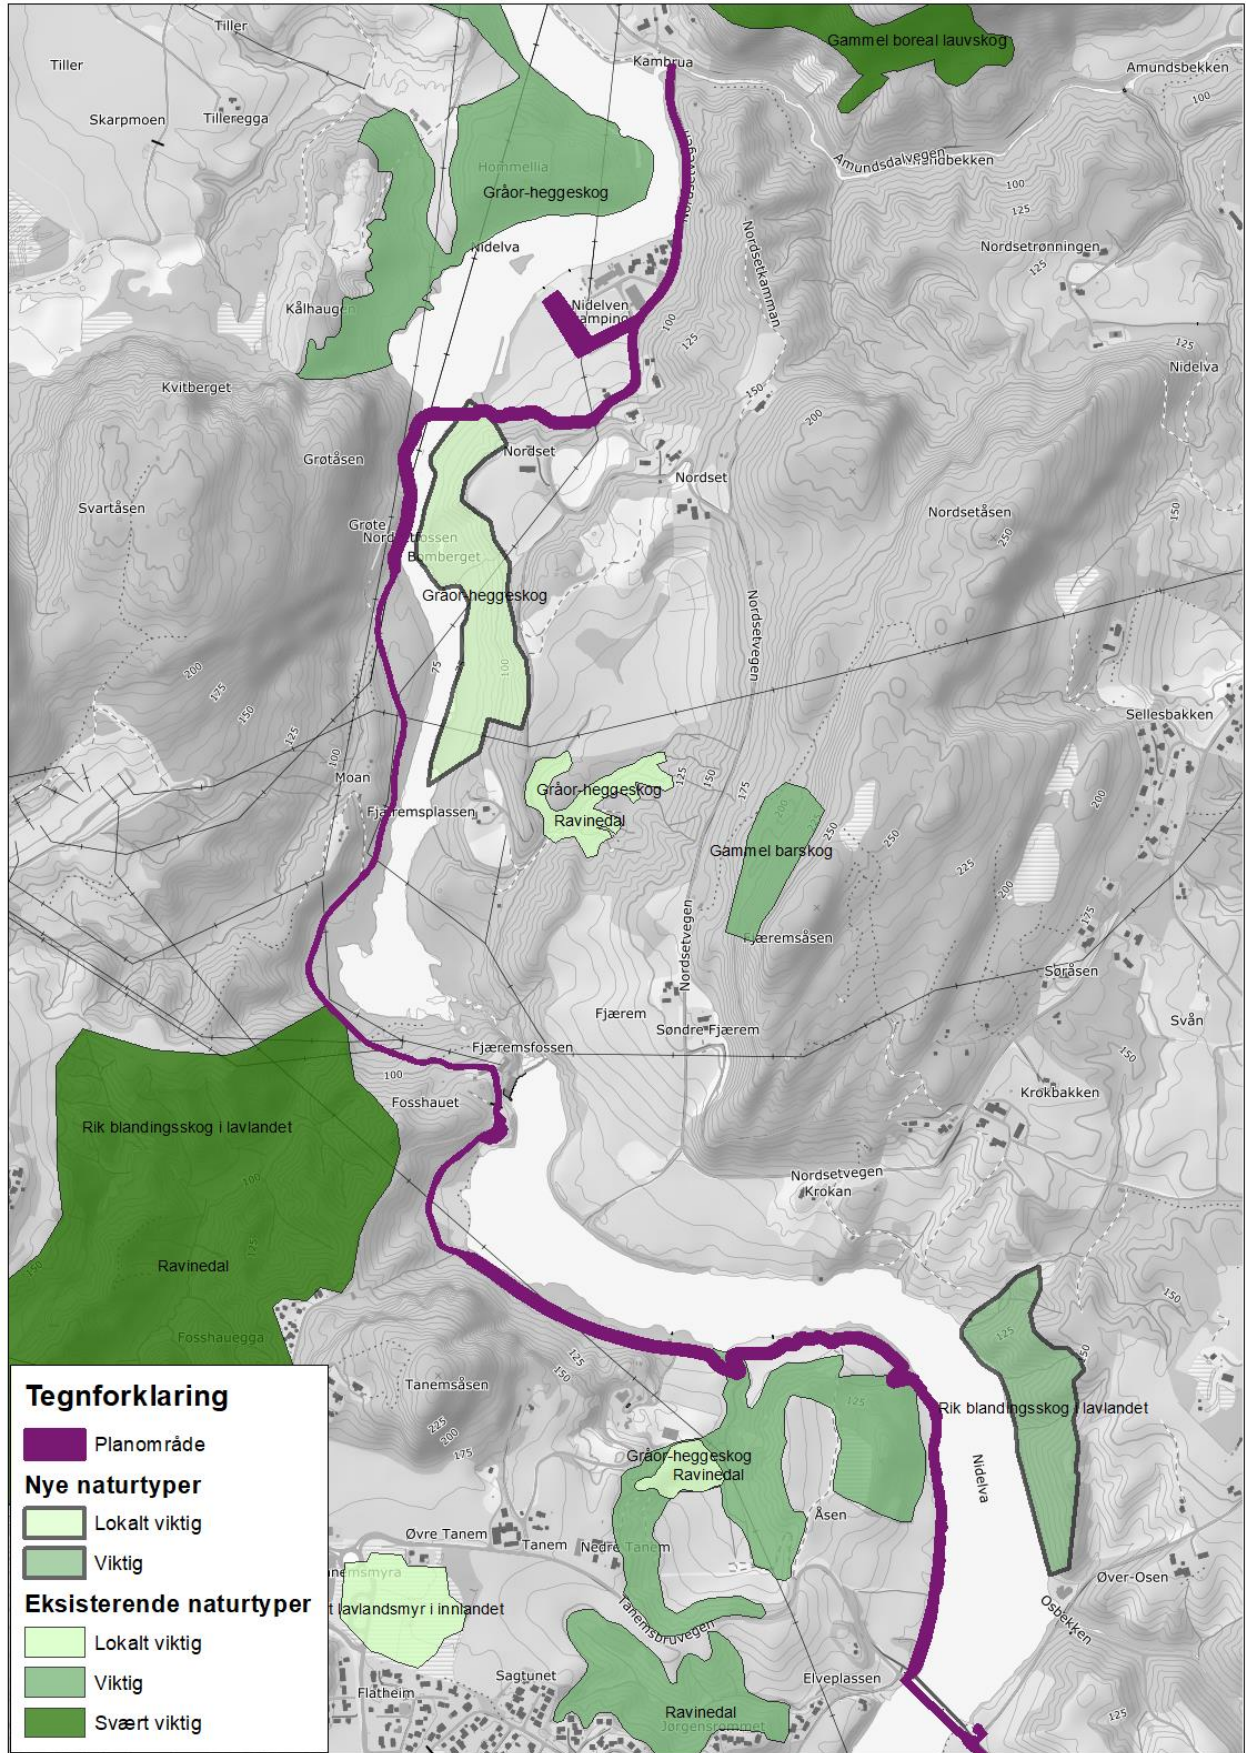 Tiller
Gammel boreal lauvskog
Tiller
Kambrua
Amundsbekken
100
Skarpmoen
Tilleregga
Amundsdalvegen
Hommellia
Gråor-heggeskog
100
125
Nidelva
Nordsetkamman
Nordsetrønningen
125
Kålhaugen
Nidelven
camping
100
125
125
Nidelva
Kvitberget
150
200
Grøtåsen
Nordset
Nordset
Svartåsen
Nordsetåsen
150
250
Grøte
Nordsetfossen
Bomberget
Gråor-heggeskog
Nordsetvegen
75
100
200
175
150
125
100
Sellesbakken
Moan
Gråor-heggeskog
125
150
175
200
Fjæremsplassen
Ravinedal
Gammel barskog
250
250
225
200
Nordsetvegen
Fjæremsåsen
175
Søråsen
Fjærem
Søndre Fjærem
Svån
Fjæremsfossen
150
100
Fosshauet
Krokbakken
Rik blandingsskog i lavlandet
100
Nordsetvegen
Krokan
125
Ravinedal
150
150
Fosshauegga
125
125
150
150
Tanemsåsen
125
Rik blandingsskog i lavlandet
225
200
175
Gråor-heggeskog
Ravinedal
Nidelva
Åsen
Øvre Tanem
Tanem
Nedre Tanem
Øver-Osen
Osbekken
t lavlandsmyr i innlandet
Tanemsbruvegen
Sagtunet
Elveplassen
Flatheim
Ravinedal
Jørgensrommet
125
Tegnforklaring
Planområde
Nye naturtyper
Lokalt viktig
Viktig
Eksisterende naturtyper
Lokalt viktig
Viktig
Svært viktig